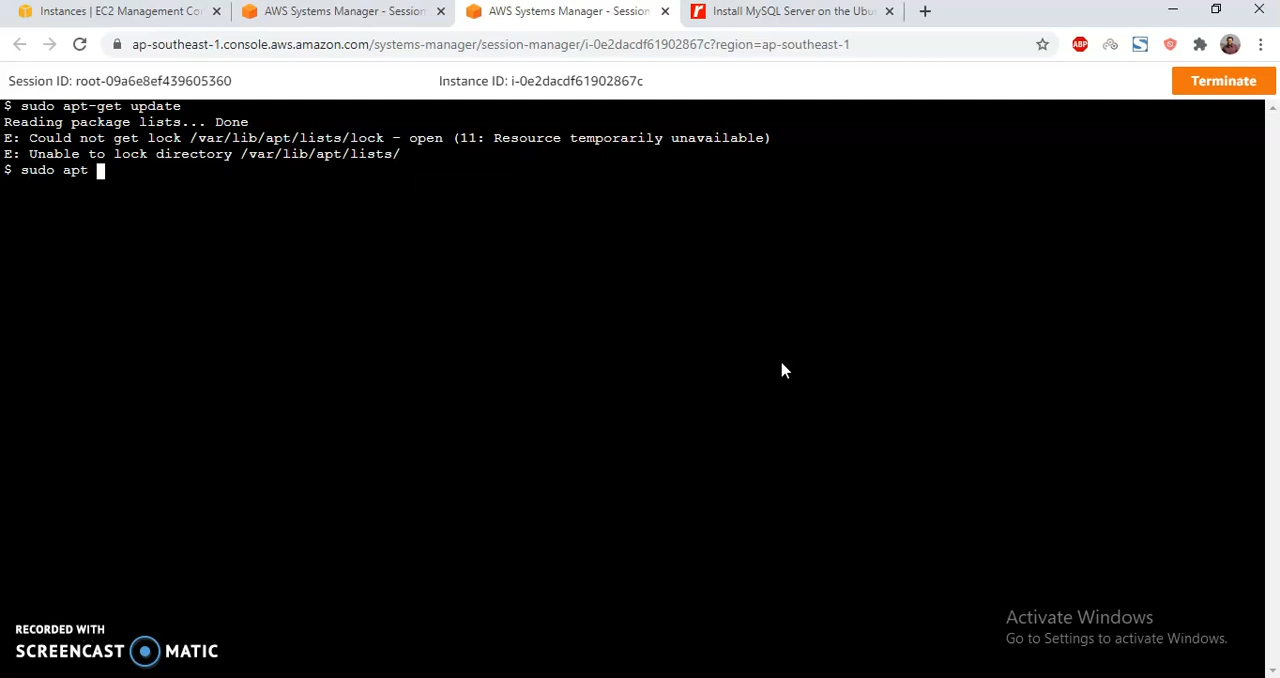 Instances | EC2 Management Co
AWS Systems Manager - Session
AWS Systems Manager - Session
Install MySQL Server on the Ubu
ap-southeast-1.console.aws.amazon.com/systems-manager/session-manager/i-0e2dacdf61902867c?region=ap-southeast-1
ABP
Session ID: root-09a6e8ef439605360
Instance ID: i-0e2dacdf61902867c
Terminate
$ sudo apt-get update
Reading package lists... Done
E: Could not get lock /var/lib/apt/lists/lock - open (11: Resource temporarily unavailable)
E: Unable to lock directory /var/lib/apt/lists/
$ sudo apt
Activate Windows
Go to Settings to activate Windows.
RECORDED WITH
SCREENCAST MATIC